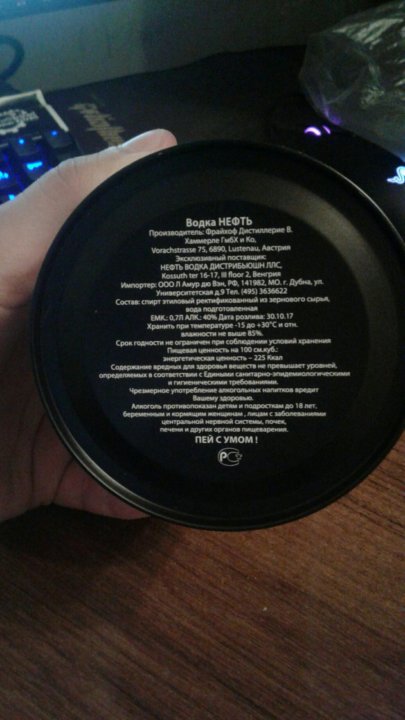 Водка НЕФТЬ
Производитель: Фрайхоф Дистиллерие В.
Хаммерле ГмбХ и Ко,
Vorachstrasse 75, 6890, Lustenau, Австрия
Эксклюзивный поставщик:
НЕФТЬ ВОДКА ДИСТРИБЬЮШН ЛЛС,
Kossuth ter 16-17, III floor 2, Венгрия
Импортер: ООО Л Амур дю Вэн, РФ, 141982, МО. г. Дубна, ул.
Университетская д.9 Тел. (495) 3636622
Состав: спирт этиловый ректификованный из зернового сырья,
вода подготовленная
ЕМК.: 0,7Л АЛК.: 40% Дата розлива: 30.10.17
Хранить при температуре -15 до +30°С и отн.
влажности не выше 85%.
Срок годности не ограничен при соблюдении условий хранения
Пищевая ценность на 100 см.куб.:
энергетическая ценность – 225 Ккал
Содержание вредных для здоровья веществ не превышает уровней,
определяемых в соответствии с Едиными санитарно-эпидемиологическими
и гигиеническими требованиями.
Чрезмерное употребление алкогольных напитков вредит
Вашему здоровью.
Алкоголь противопоказан детям и подросткам до 18 лет,
беременным и кормящим женщинам , лицам с заболеваниями
центральной нервной системы, почек,
печени и других органов пищеварения.
ПЕЙ С УМОМ !